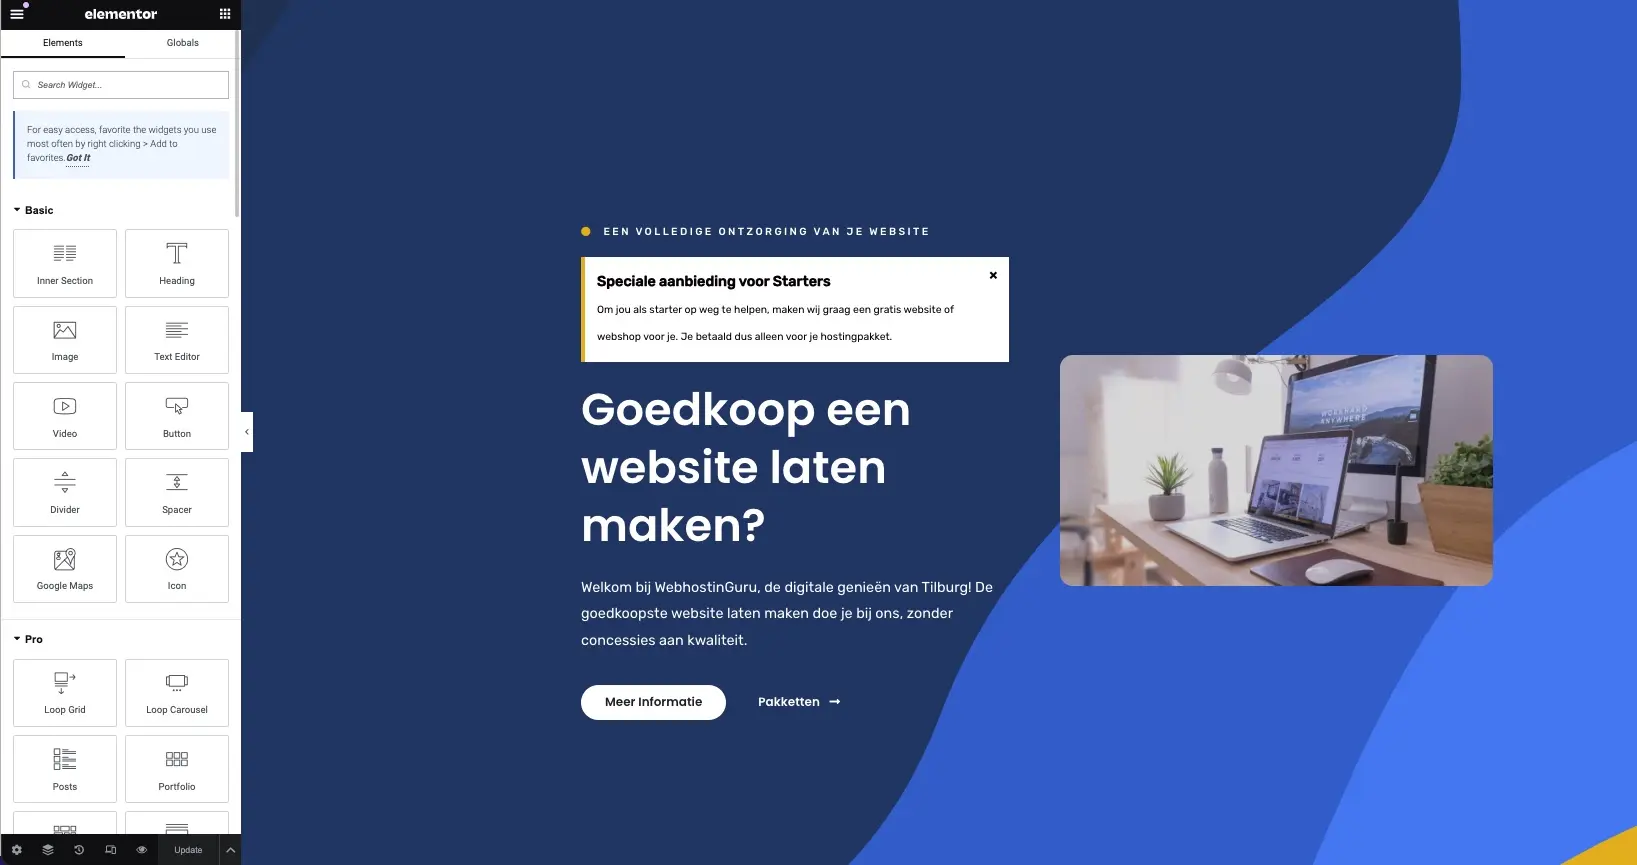 elementor
Elements
Globals
Search Widget...
For easy access, favorite the widgets you use
most often by right clicking > Add to
favorites. Got It
Basic
Inner Section
Heading
Image
Text Editor
Video
Button
Divider
Spacer
Google Maps
Icon
Pro
Loop Grid
Loop Carousel
Posts
Portfolio
Update
EEN VOLLEDIGE ONTZORGING VAN JE WEBSITE
Speciale aanbieding voor Starters
Om jou als starter op weg te helpen, maken wij graag een gratis website of
webshop voor je. Je betaald dus alleen voor je hostingpakket.
Goedkoop een
website laten
maken?
Welkom bij WebhostinGuru, de digitale genieën van Tilburg! De
goedkoopste website laten maken doe je bij ons, zonder
concessies aan kwaliteit.
Meer Informatie
Pakketten
WORKHARD
ANYWHERE